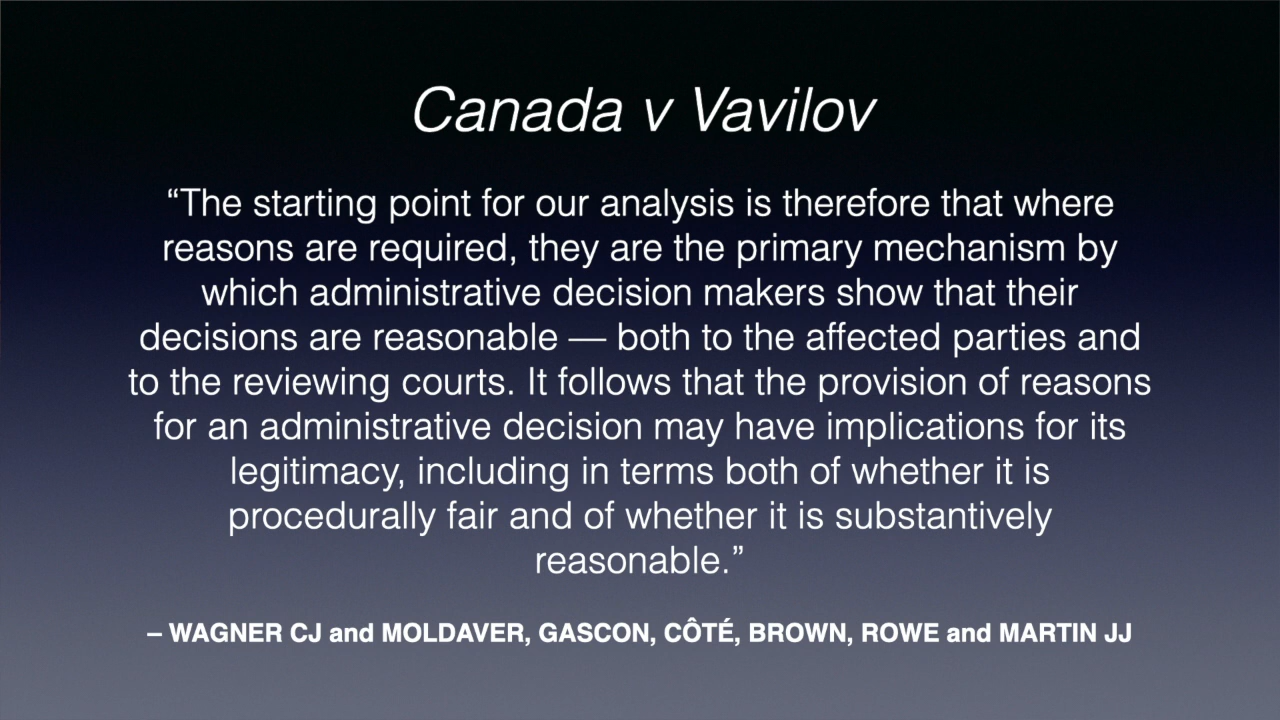 Canada v Vavilov
“The starting point for our analysis is therefore that where
reasons are required, they are the primary mechanism by
which administrative decision makers show that their
decisions are reasonable — both to the affected parties and
to the reviewing courts. It follows that the provision of reasons
for an administrative decision may have implications for its
legitimacy, including in terms both of whether it is
procedurally fair and of whether it is substantively
reasonable.”
– WAGNER CJ and MOLDAVER, GASCON, CÔTÉ, BROWN, ROWE and MARTIN JJ